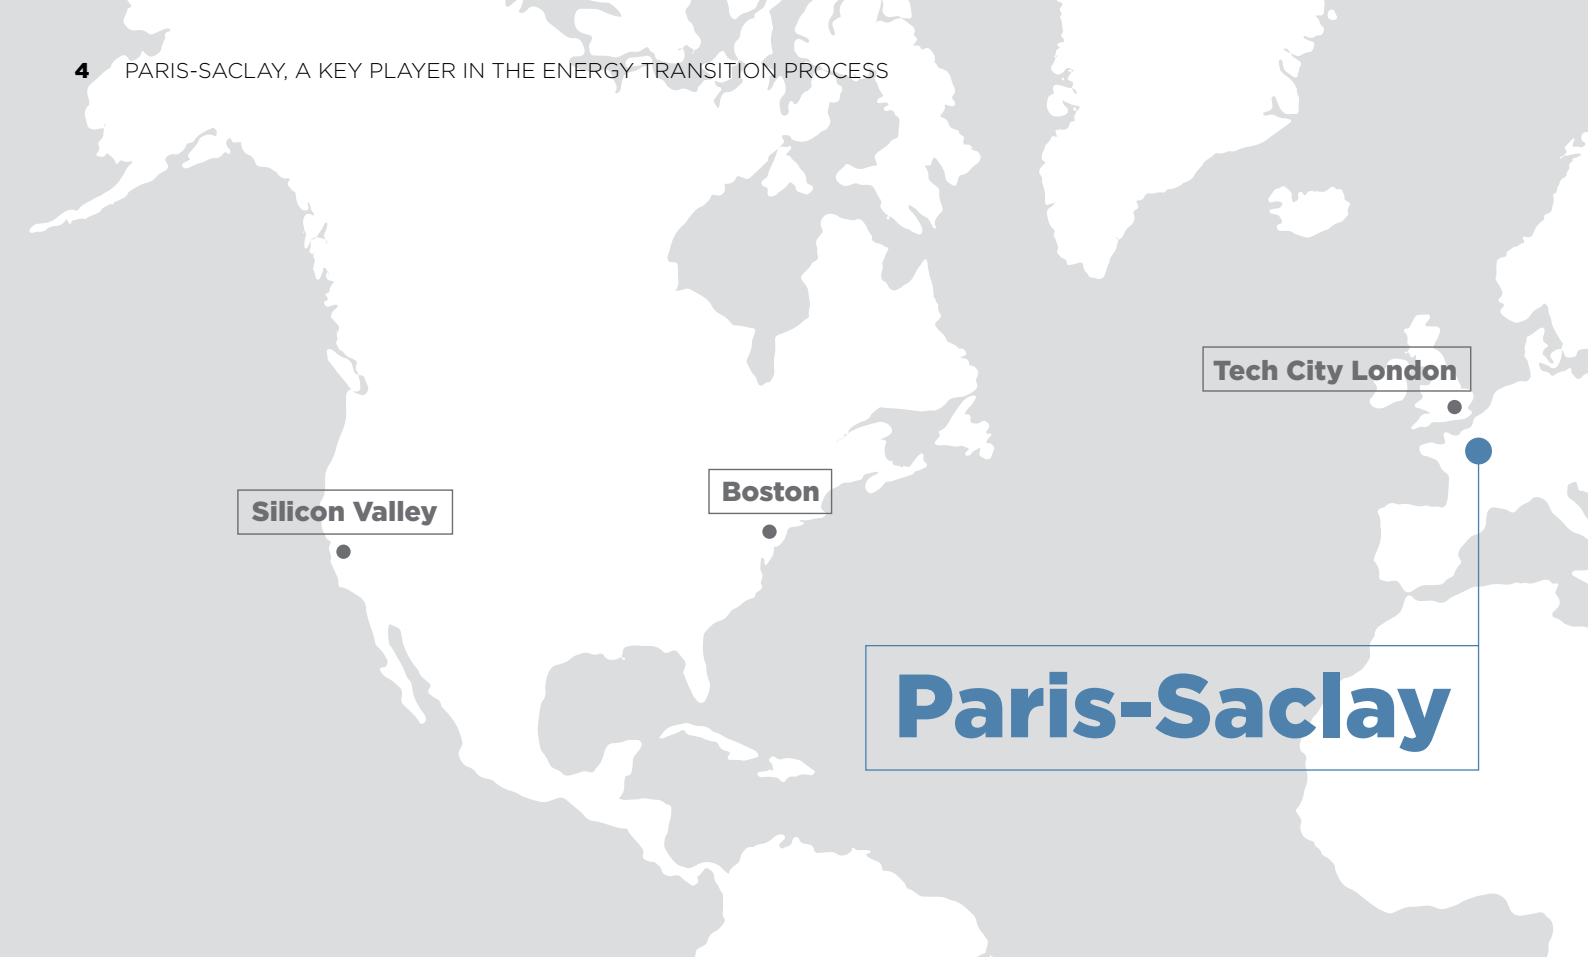 4 PARIS-SACLAY, A KEY PLAYER IN THE ENERGY TRANSITION PROCESS
Tech City London
Boston
Silicon Valley
Paris-Saclay